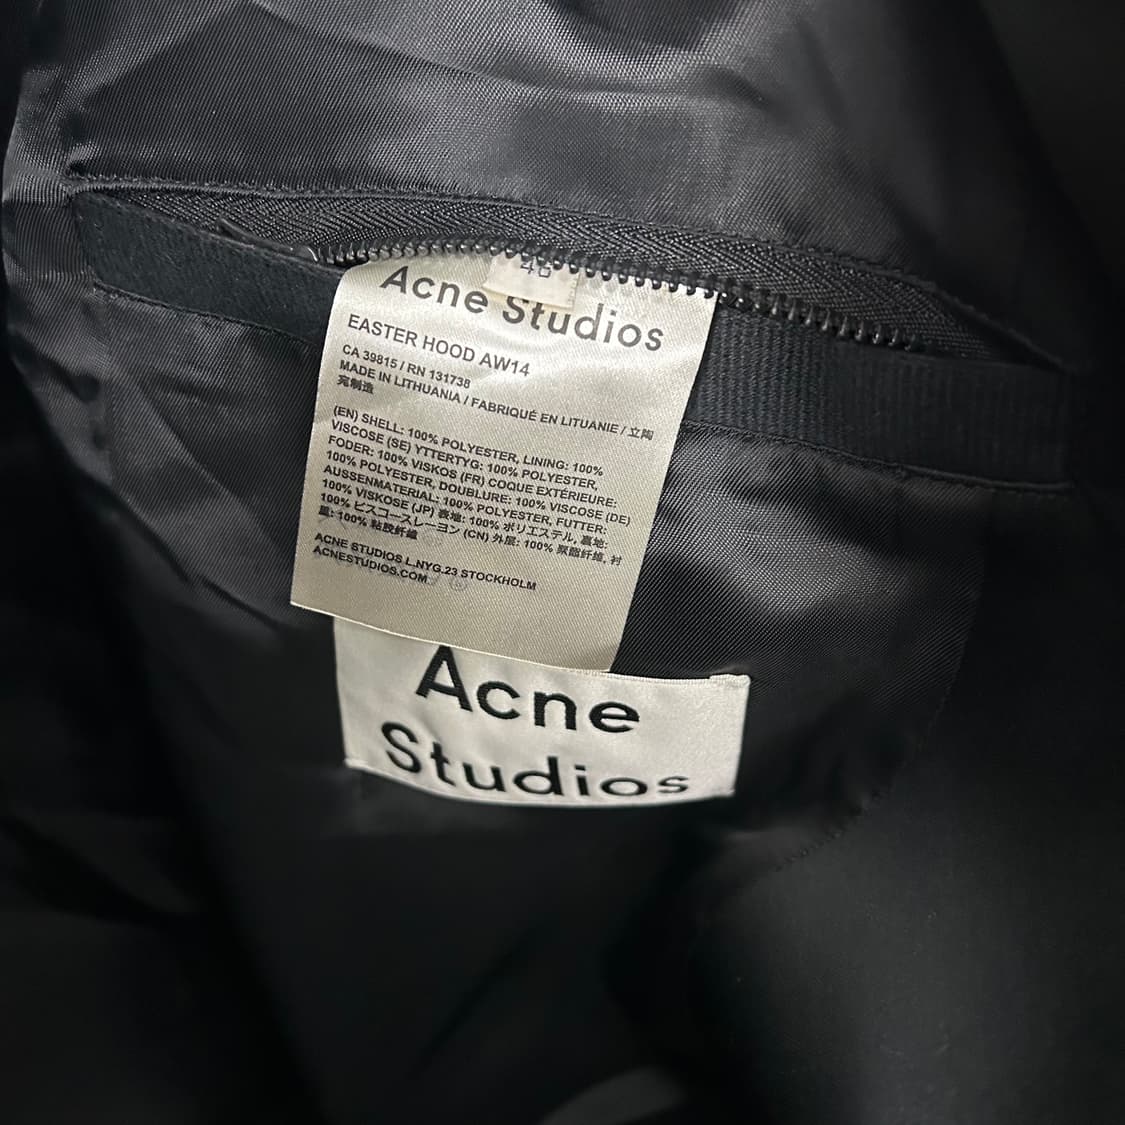 46
Acne Studios
EASTER HOOD AW14
CA 39815 / RN 131738
MADE IN LITHUANIA / FABRIQUÉ EN LITUANIE / 立陶
宛制造
(EN) SHELL: 100% POLYESTER, LINING: 100%
VISCOSE (SE) YTTERTYG: 100% POLYESTER,
FODER: 100% VISKOS (FR) COQUE EXTÉRIEURE:
100% POLYESTER, DOUBLURE: 100% VISCOSE (DE)
AUSSENMATERIAL: 100% POLYESTER, FUTTER:
100% VISKOSE (JP) 表地: 100% ポリエステル, 裏地:
100% ビスコースレーヨン (CN) 外层: 100% 聚酯纤维, 衬
里: 100% 粘胶纤维
ACNE STUDIOS L.NYG.23 STOCKHOLM
ACNESTUDIOS.COM
Acne
Studios